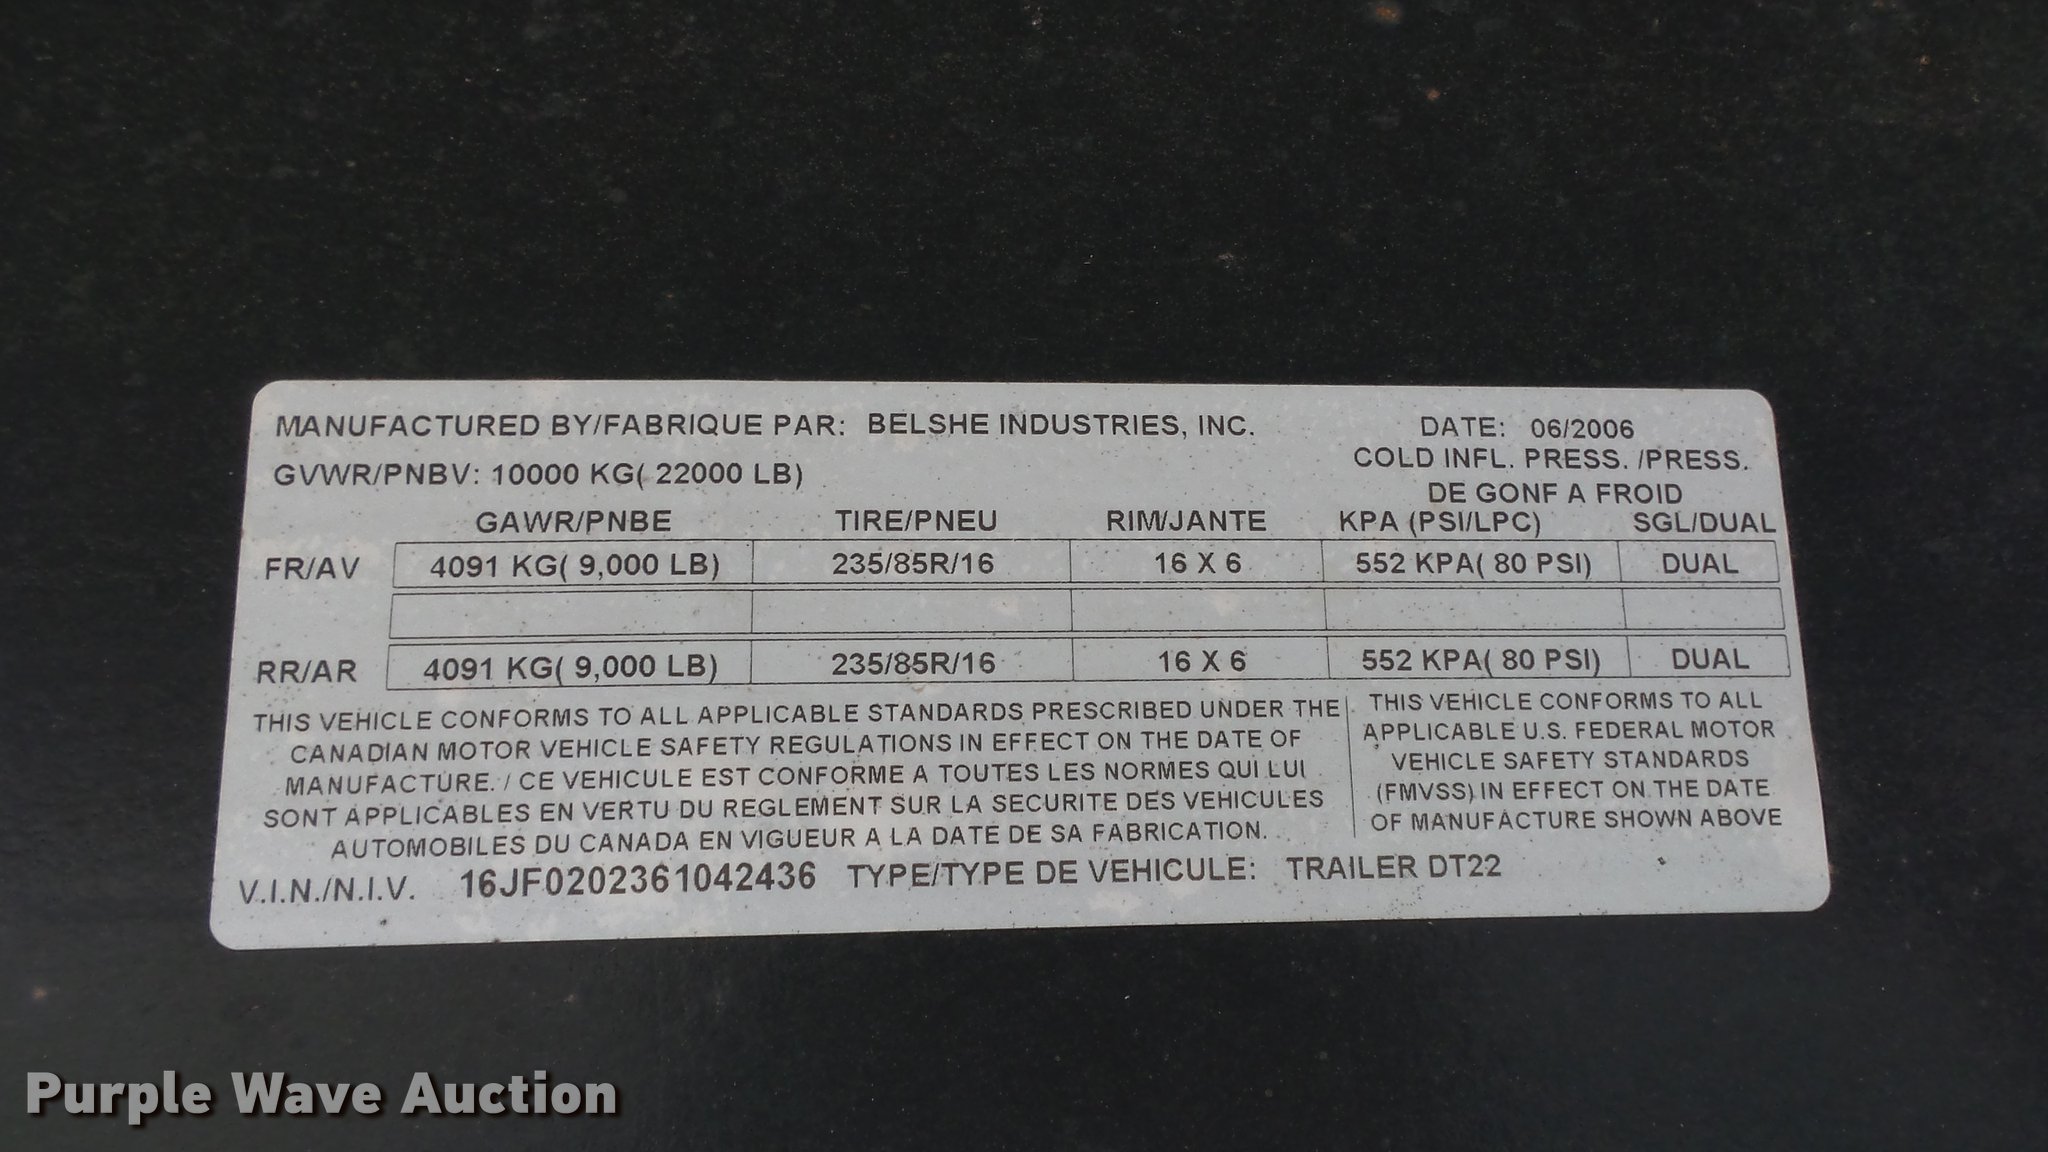 MANUFACTURED BY/FABRIQUE PAR: BELSHE INDUSTRIES, INC. DATE: 06/2006
GVWR/PNBV: 10000 KG( 22000 LB) COLD INFL. PRESS. /PRESS.
DE GONF A FROID
GAWR/PNBE TIRE/PNEU RIM/JANTE KPA (PSI/LPC) SGL/DUAL
FR/AV 4091 KG( 9,000 LB) 235/85R/16 16 X 6 552 KPA( 80 PSI) DUAL
RR/AR 4091 KG( 9,000 LB) 235/85R/16 16 X 6 552 KPA( 80 PSI) DUAL
THIS VEHICLE CONFORMS TO ALL APPLICABLE STANDARDS PRESCRIBED UNDER THE
CANADIAN MOTOR VEHICLE SAFETY REGULATIONS IN EFFECT ON THE DATE OF
MANUFACTURE. / CE VEHICULE EST CONFORME A TOUTES LES NORMES QUI LUI
SONT APPLICABLES EN VERTU DU REGLEMENT SUR LA SECURITE DES VEHICULES
AUTOMOBILES DU CANADA EN VIGUEUR A LA DATE DE SA FABRICATION.
THIS VEHICLE CONFORMS TO ALL
APPLICABLE U.S. FEDERAL MOTOR
VEHICLE SAFETY STANDARDS
(FMVSS) IN EFFECT ON THE DATE
OF MANUFACTURE SHOWN ABOVE
V.I.N./N.I.V. 16JF0202361042436 TYPE/TYPE DE VEHICULE: TRAILER DT22
Purple Wave Auction